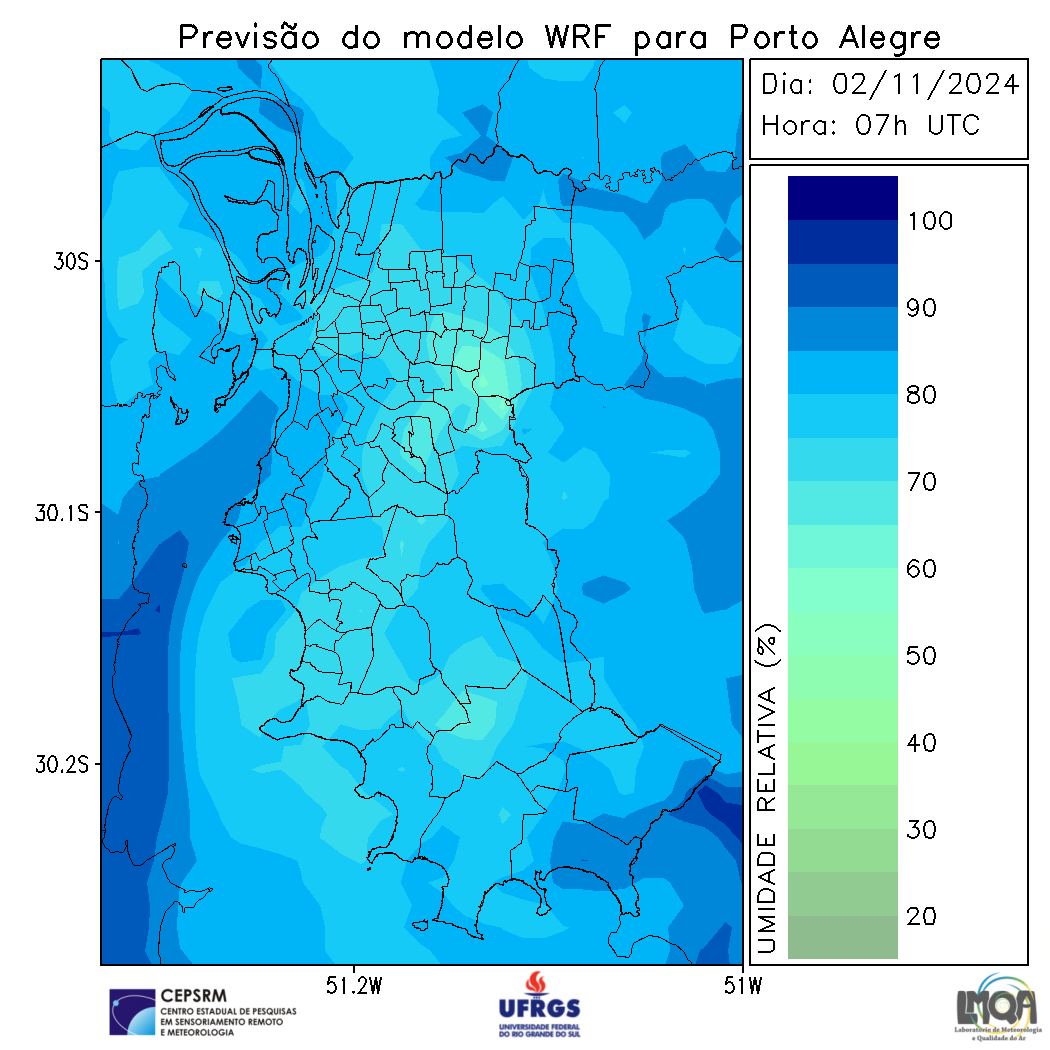 Previsão do modelo WRF para Porto Alegre
Dia: 02/11/2024
Hora: 07h UTC
30S
30.1S
30.2S
51.2W
51W
100
90
80
70
60
50
40
30
20
UMIDADE RELATIVA (%)
CEPSRM
CENTRO ESTADUAL DE PESQUISAS
EM SENSORIAMENTO REMOTO
E METEOROLOGIA
UFRGS
UNIVERSIDADE FEDERAL
DO RIO GRANDE DO SUL
LMQA
Laboratório de Meteorologia
e Qualidade do Ar